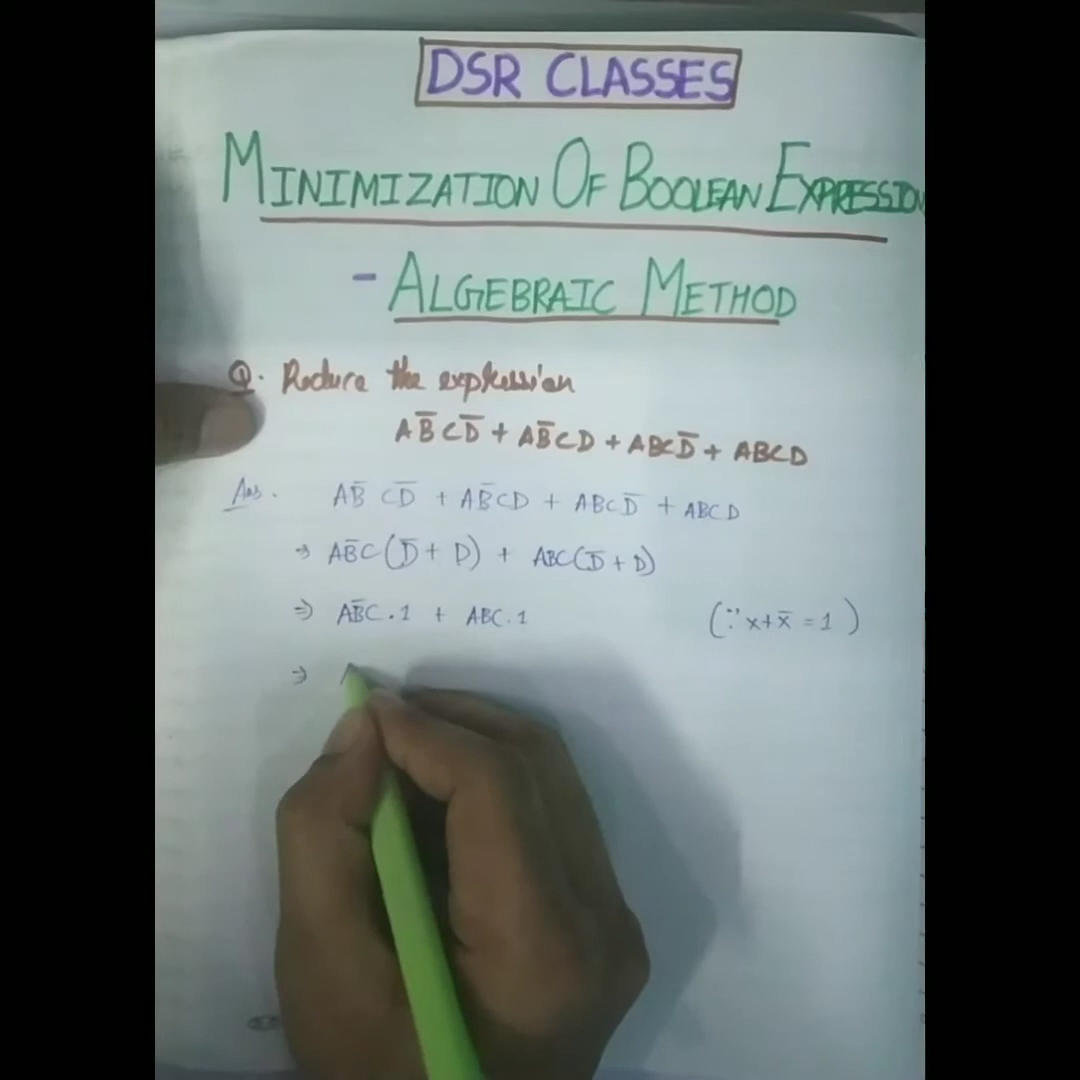 DSR CLASSES
MINIMIZATION OF BOOLEAN EXPRESSION
- ALGEBRAIC METHOD
Q. Reduce the expression
AB̅CD̅ + AB̅CD + ABCD̅ + ABCD
Ans. AB̅CD̅ + AB̅CD + ABCD̅ + ABCD
⇒ AB̅C(D̅ + D) + ABC(D̅ + D)
⇒ AB̅C.1 + ABC.1 (∵ x+x̅ = 1)
⇒